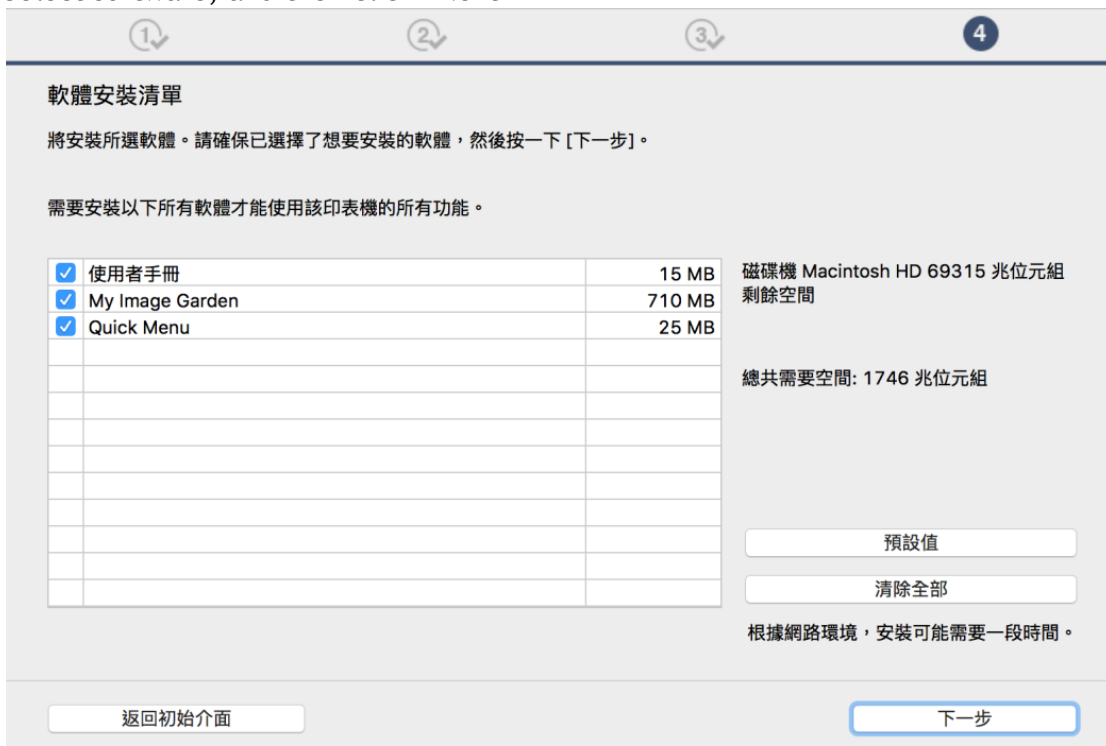 1
2
3
4
軟體安裝清單
將安裝所選軟體。請確保已選擇了想要安裝的軟體，然後按一下 [下一步]。
需要安裝以下所有軟體才能使用該印表機的所有功能。
使用者手冊 15 MB
My Image Garden 710 MB
Quick Menu 25 MB
磁碟機 Macintosh HD 69315 兆位元組
剩餘空間
總共需要空間: 1746 兆位元組
預設值
清除全部
根據網路環境，安裝可能需要一段時間。
返回初始介面
下一步